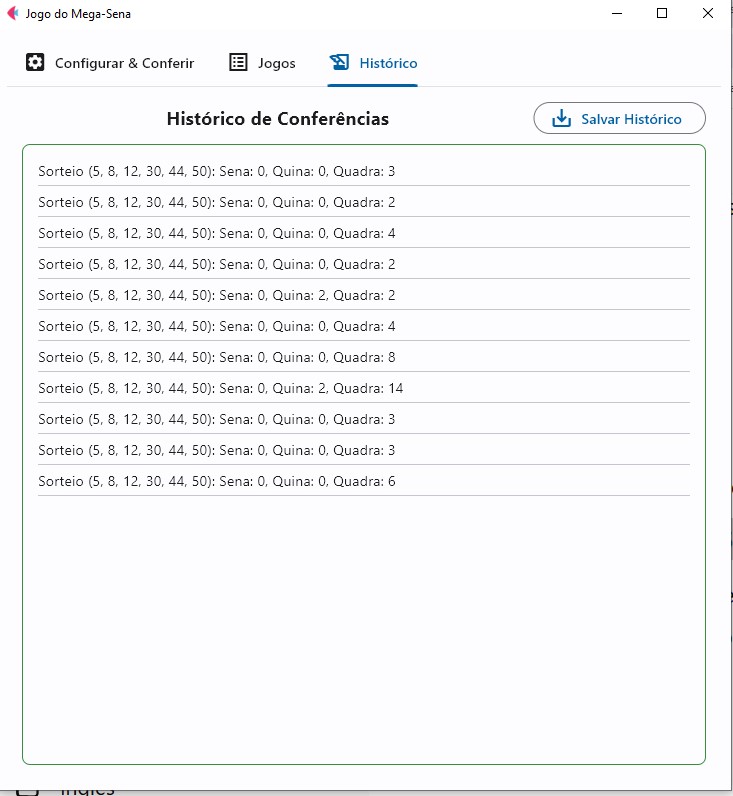 Jogo do Mega-Sena
Configurar & Conferir Jogos Histórico
Histórico de Conferências Salvar Histórico
Sorteio (5, 8, 12, 30, 44, 50): Sena: 0, Quina: 0, Quadra: 3
Sorteio (5, 8, 12, 30, 44, 50): Sena: 0, Quina: 0, Quadra: 2
Sorteio (5, 8, 12, 30, 44, 50): Sena: 0, Quina: 0, Quadra: 4
Sorteio (5, 8, 12, 30, 44, 50): Sena: 0, Quina: 0, Quadra: 2
Sorteio (5, 8, 12, 30, 44, 50): Sena: 0, Quina: 2, Quadra: 2
Sorteio (5, 8, 12, 30, 44, 50): Sena: 0, Quina: 0, Quadra: 4
Sorteio (5, 8, 12, 30, 44, 50): Sena: 0, Quina: 0, Quadra: 8
Sorteio (5, 8, 12, 30, 44, 50): Sena: 0, Quina: 2, Quadra: 14
Sorteio (5, 8, 12, 30, 44, 50): Sena: 0, Quina: 0, Quadra: 3
Sorteio (5, 8, 12, 30, 44, 50): Sena: 0, Quina: 0, Quadra: 3
Sorteio (5, 8, 12, 30, 44, 50): Sena: 0, Quina: 0, Quadra: 6